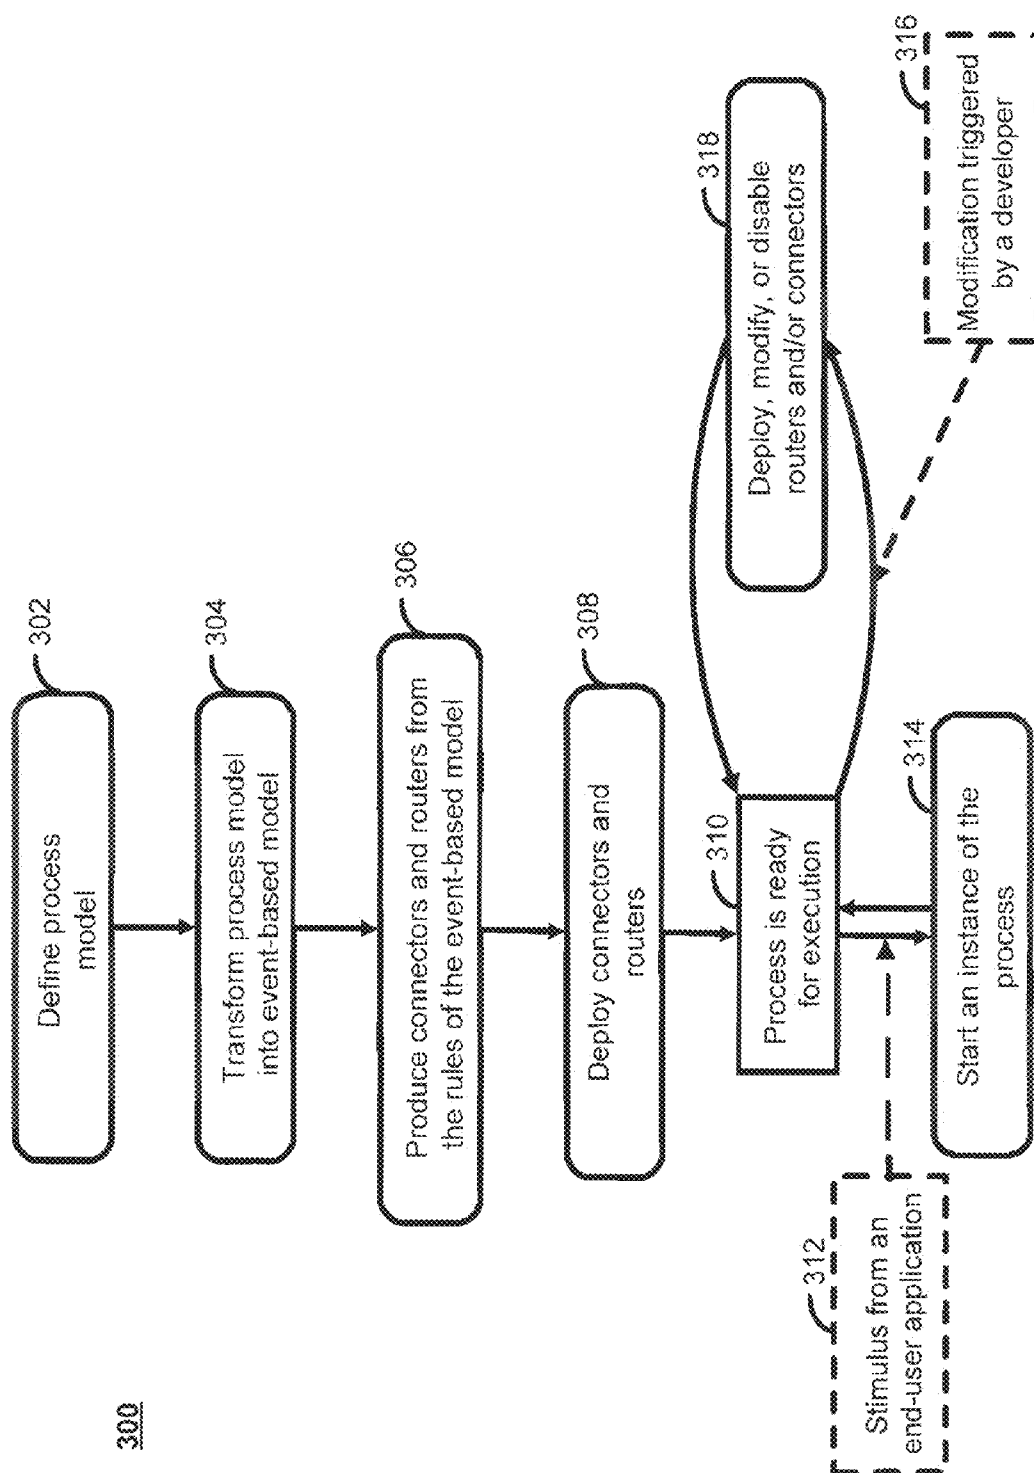 300
302
Define process
model
304
Transform process model
into event-based model
306
Produce connectors and routers from
the rules of the event-based model
308
Deploy connectors and
routers
310
Process is ready
for execution
312
Stimulus from an
end-user application
314
Start an instance of the
process
316
Modification triggered
by a developer
318
Deploy, modify, or disable
routers and/or connectors